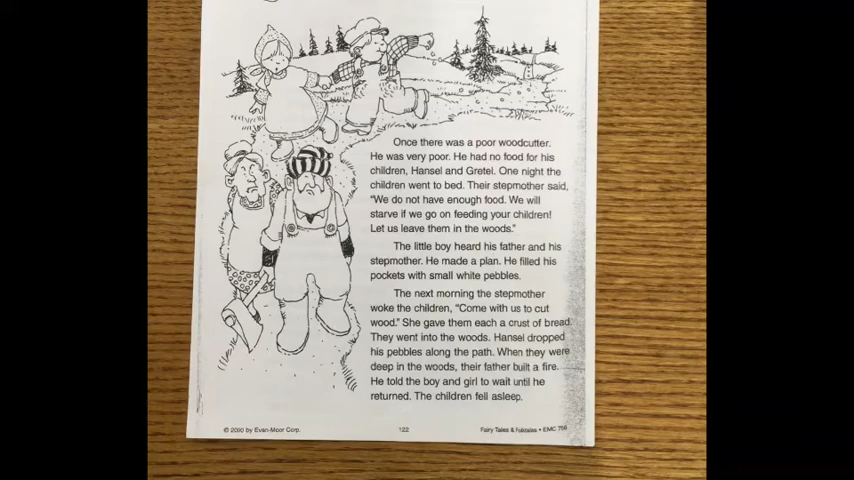 Once there was a poor woodcutter.
He was very poor. He had no food for his
children, Hansel and Gretel. One night the
children went to bed. Their stepmother said,
"We do not have enough food. We will
starve if we go on feeding your children!
Let us leave them in the woods."
The little boy heard his father and his
stepmother. He made a plan. He filled his
pockets with small white pebbles.
The next morning the stepmother
woke the children, "Come with us to cut
wood." She gave them each a crust of bread.
They went into the woods. Hansel dropped
his pebbles along the path. When they were
deep in the woods, their father built a fire.
He told the boy and girl to wait until he
returned. The children fell asleep.
© 2000 by Evan-Moor Corp.
122
Fairy Tales & Folktales • EMC 756